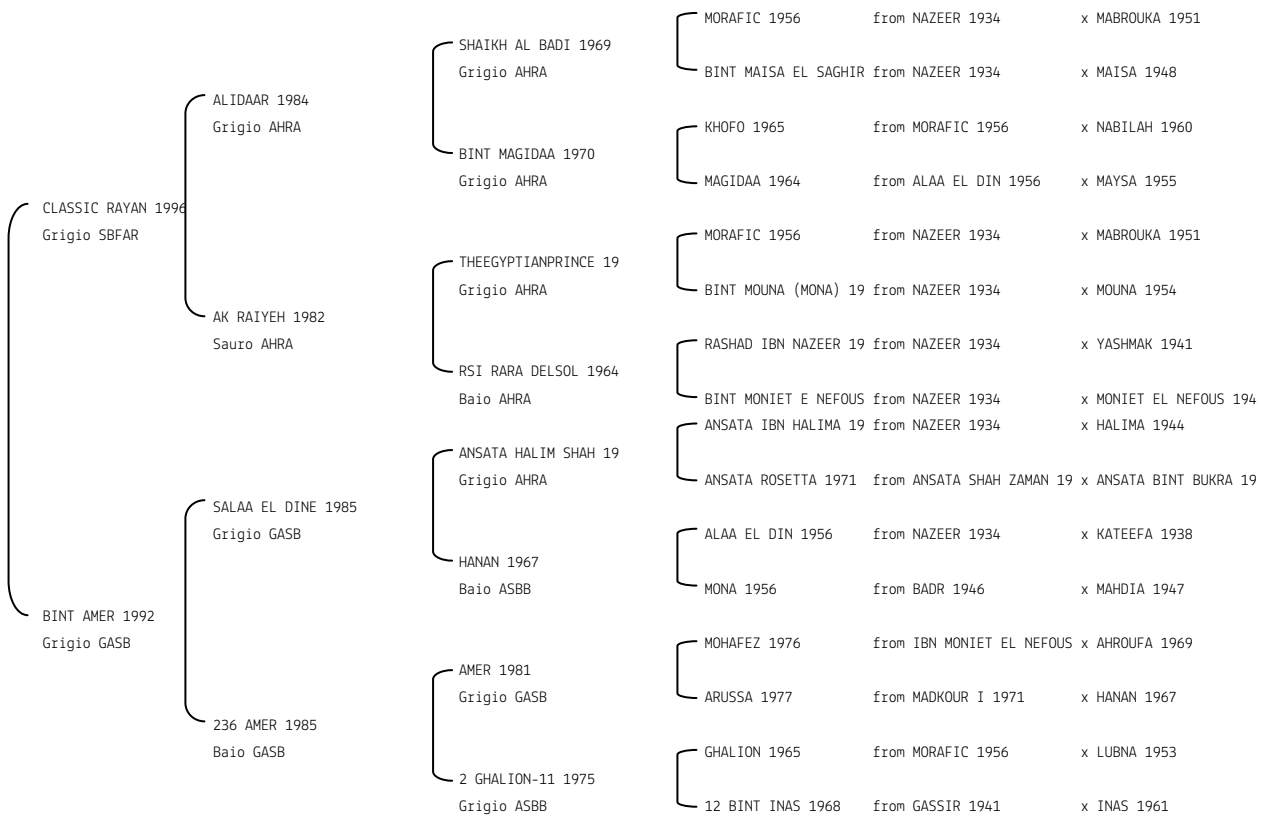 MORAFIC 1956 from NAZEER 1934 x MABROUKA 1951
SHAIKH AL BADI 1969
Grigio AHRA BINT MAISA EL SAGHIR from NAZEER 1934 x MAISA 1948
ALIDAAR 1984
Grigio AHRA KHOFO 1965 from MORAFIC 1956 x NABILAH 1960
BINT MAGIDAA 1970
Grigio AHRA MAGIDAA 1964 from ALAA EL DIN 1956 x MAYSA 1955
CLASSIC RAYAN 1996
Grigio SBFAR MORAFIC 1956 from NAZEER 1934 x MABROUKA 1951
THEEGYPTIANPRINCE 19
Grigio AHRA BINT MOUNA (MONA) 19 from NAZEER 1934 x MOUNA 1954
AK RAIYEH 1982
Sauro AHRA RASHAD IBN NAZEER 19 from NAZEER 1934 x YASHMAK 1941
RSI RARA DELSOL 1964
Baio AHRA BINT MONIET E NEFOUS from NAZEER 1934 x MONIET EL NEFOUS 194
ANSATA IBN HALIMA 19 from NAZEER 1934 x HALIMA 1944
ANSATA HALIM SHAH 19
Grigio AHRA ANSATA ROSETTA 1971 from ANSATA SHAH ZAMAN 19 x ANSATA BINT BUKRA 19
SALAA EL DINE 1985
Grigio GASB ALAA EL DIN 1956 from NAZEER 1934 x KATEEFA 1938
HANAN 1967
Baio ASBB MONA 1956 from BADR 1946 x MAHDIA 1947
BINT AMER 1992
Grigio GASB MOHAFEZ 1976 from IBN MONIET EL NEFOUS x AHROUFA 1969
AMER 1981
Grigio GASB ARUSSA 1977 from MADKOUR I 1971 x HANAN 1967
236 AMER 1985
Baio GASB GHALION 1965 from MORAFIC 1956 x LUBNA 1953
2 GHALION-11 1975
Grigio ASBB 12 BINT INAS 1968 from GASSIR 1941 x INAS 1961